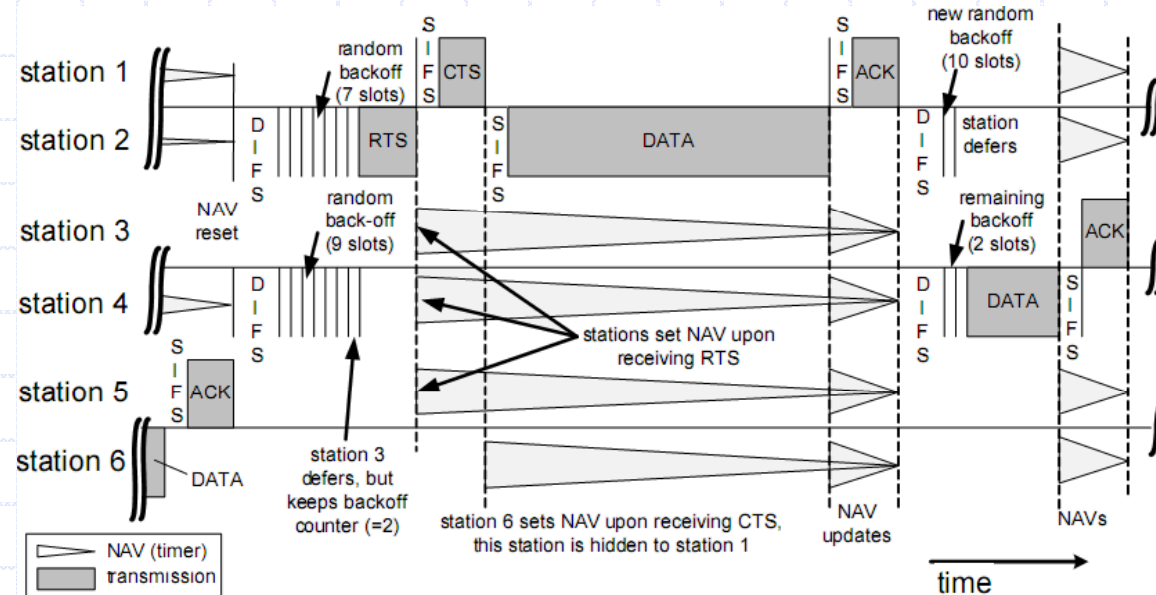 station 1
station 2
station 3
station 4
station 5
station 6
NAV
reset
S
I
F
S
ACK
DATA
D
I
F
S
random
backoff
(7 slots)
RTS
D
I
F
S
random
back-off
(9 slots)
station 3
defers, but
keeps backoff
counter (=2)
S
I
F
S
CTS
S
I
F
S
DATA
stations set NAV upon
receiving RTS
station 6 sets NAV upon receiving CTS,
this station is hidden to station 1
S
I
F
S
ACK
NAV
updates
new random
backoff
(10 slots)
D
I
F
S
station
defers
remaining
backoff
(2 slots)
D
I
F
S
DATA
S
I
F
S
ACK
NAVs
time
NAV (timer)
transmission